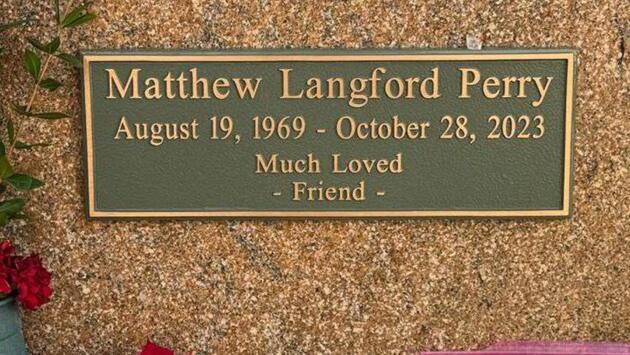 Matthew Langford Perry
August 19, 1969 - October 28, 2023
Much Loved
- Friend -